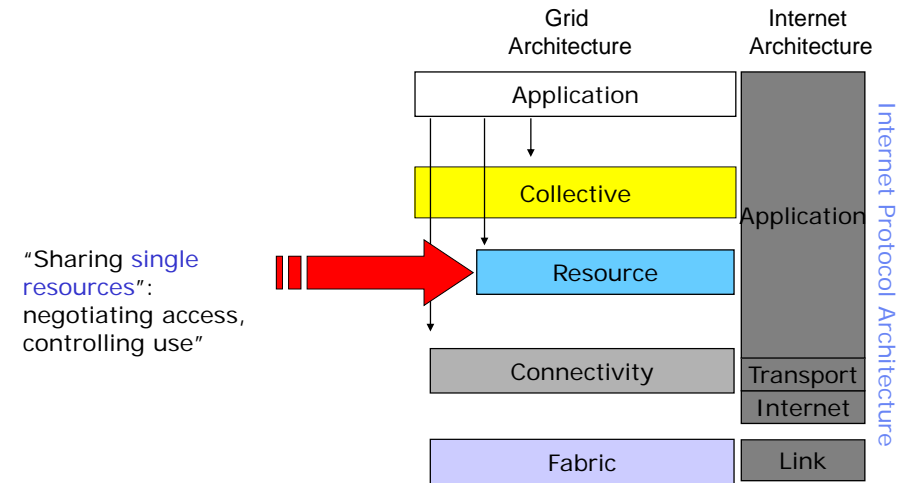 Grid
Architecture
Internet
Architecture
Application
Collective
Resource
Connectivity
Fabric
Application
Transport
Internet
Link
Internet Protocol Architecture
“Sharing single
resources”:
negotiating access,
controlling use”